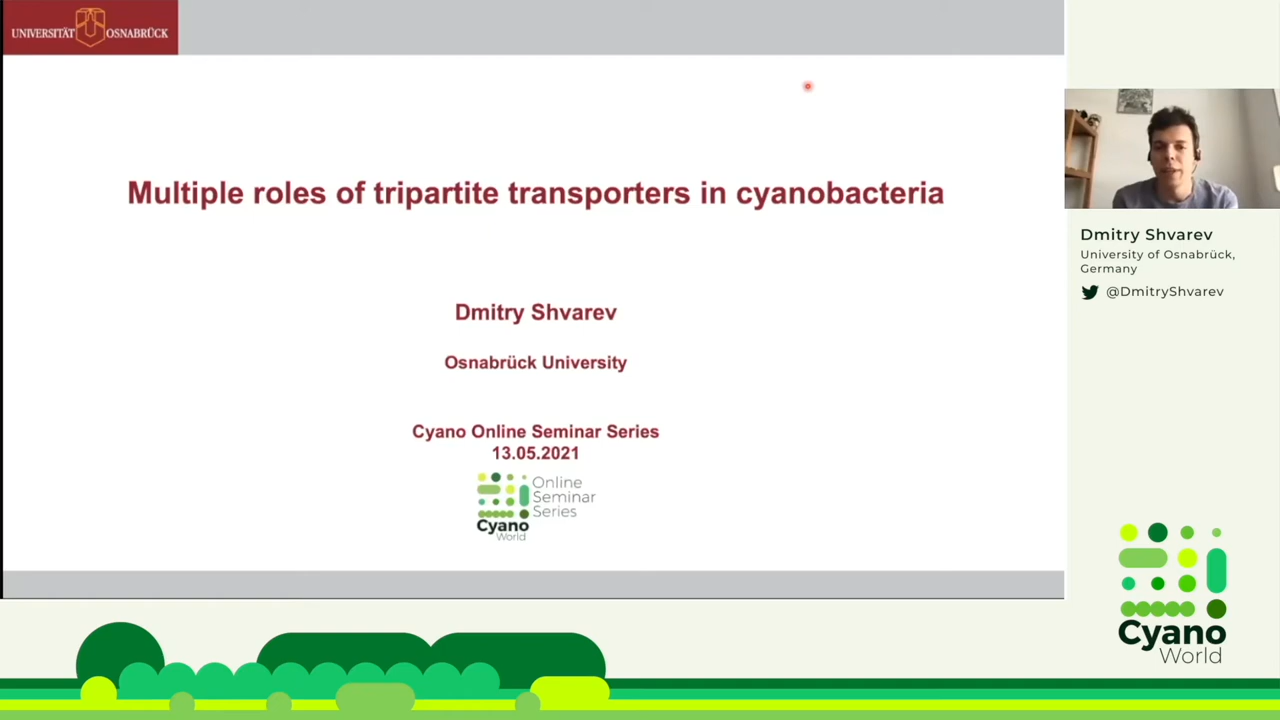 UNIVERSITÄT OSNABRÜCK
Multiple roles of tripartite transporters in cyanobacteria
Dmitry Shvarev
Osnabrück University
Cyano Online Seminar Series
13.05.2021
Online
Seminar
Series
Cyano
World
Dmitry Shvarev
University of Osnabrück,
Germany
@DmitryShvarev
Cyano
World